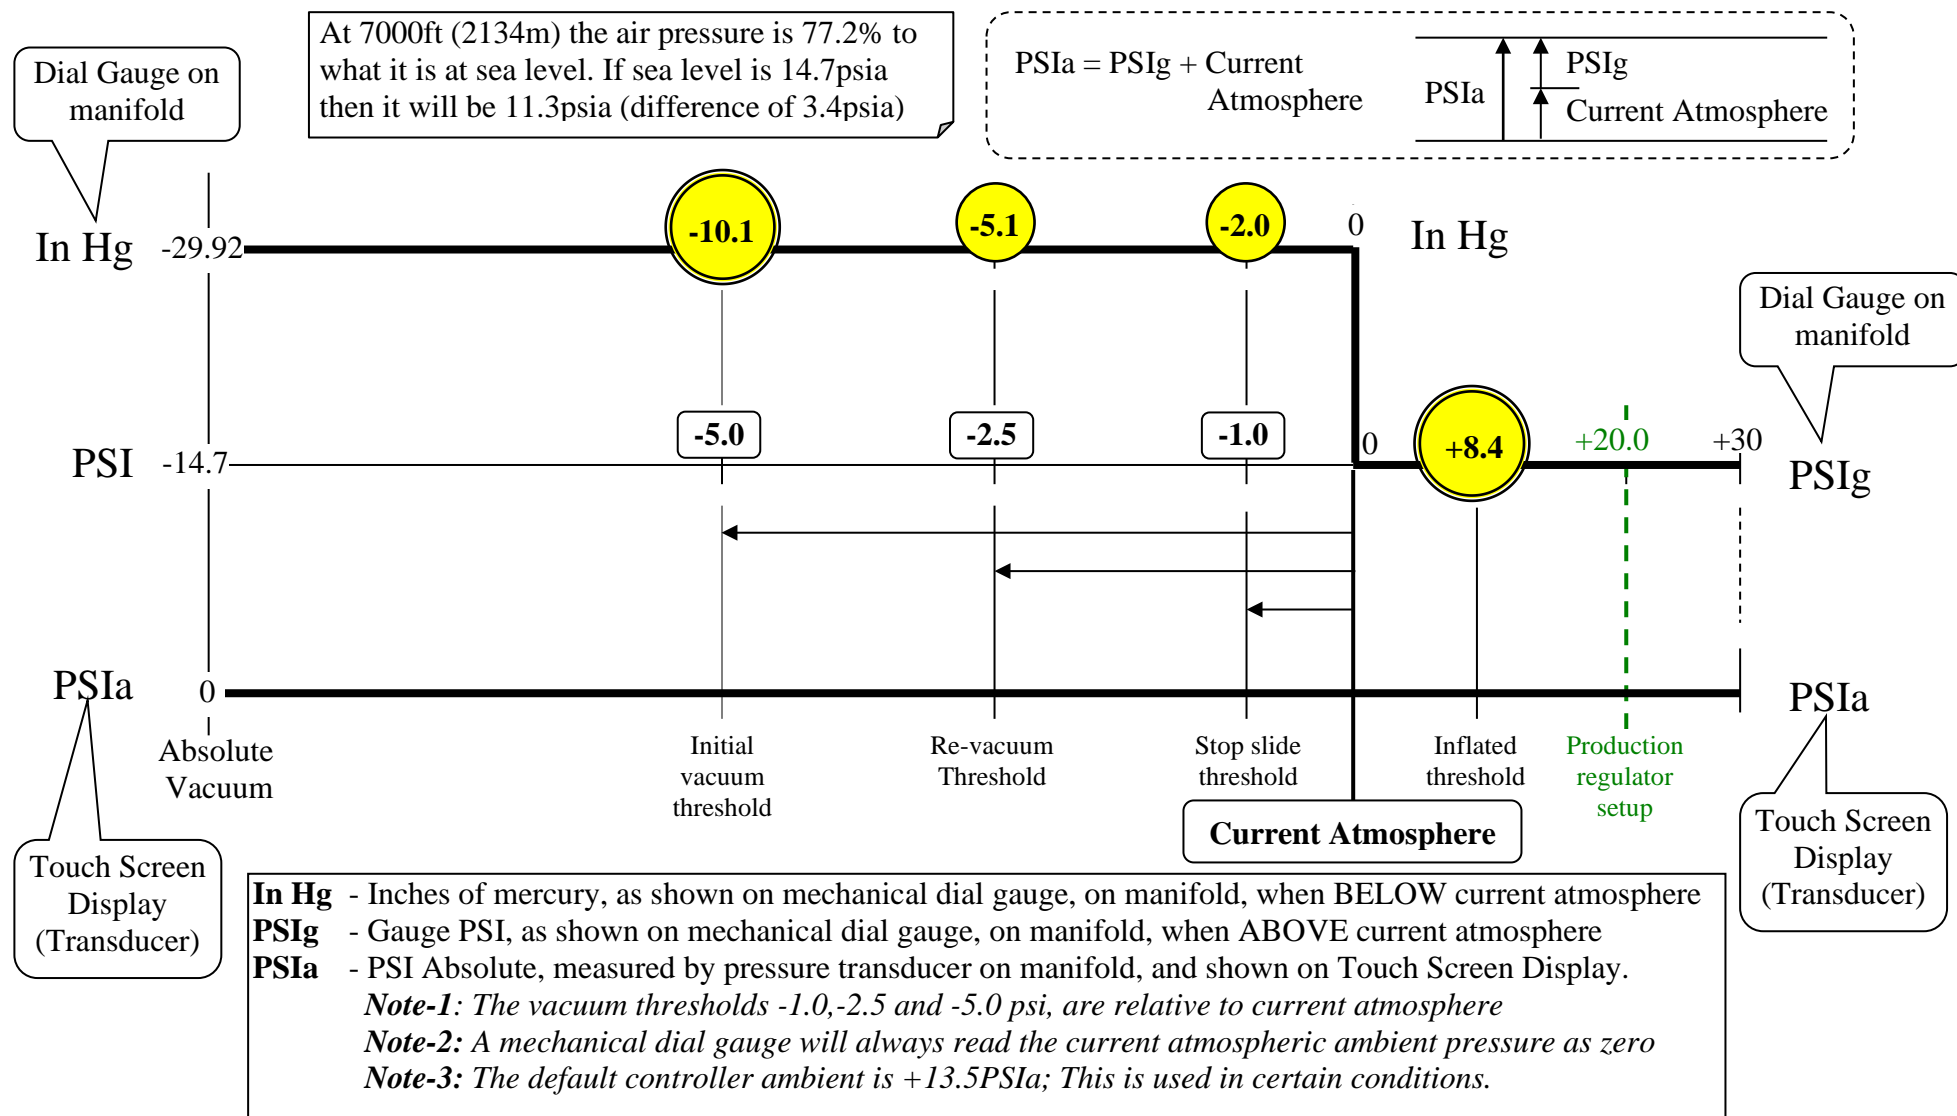 At 7000ft (2134m) the air pressure is 77.2% to
what it is at sea level. If sea level is 14.7psia
then it will be 11.3psia (difference of 3.4psia)
PSIa = PSIg + Current
Atmosphere
PSIa
PSIg
Current Atmosphere
Dial Gauge on
manifold
In Hg
-29.92
-10.1
-5.1
-2.0
0
In Hg
Dial Gauge on
manifold
PSI
-14.7
-5.0
-2.5
-1.0
0
+8.4
+20.0
+30
PSIg
PSIa
0
PSIa
Absolute
Vacuum
Initial
vacuum
threshold
Re-vacuum
Threshold
Stop slide
threshold
Inflated
threshold
Production
regulator
setup
Current Atmosphere
Touch Screen
Display
(Transducer)
Touch Screen
Display
(Transducer)
In Hg - Inches of mercury, as shown on mechanical dial gauge, on manifold, when BELOW current atmosphere
PSIg - Gauge PSI, as shown on mechanical dial gauge, on manifold, when ABOVE current atmosphere
PSIa - PSI Absolute, measured by pressure transducer on manifold, and shown on Touch Screen Display.
Note-1: The vacuum thresholds -1.0,-2.5 and -5.0 psi, are relative to current atmosphere
Note-2: A mechanical dial gauge will always read the current atmospheric ambient pressure as zero
Note-3: The default controller ambient is +13.5PSIa; This is used in certain conditions.